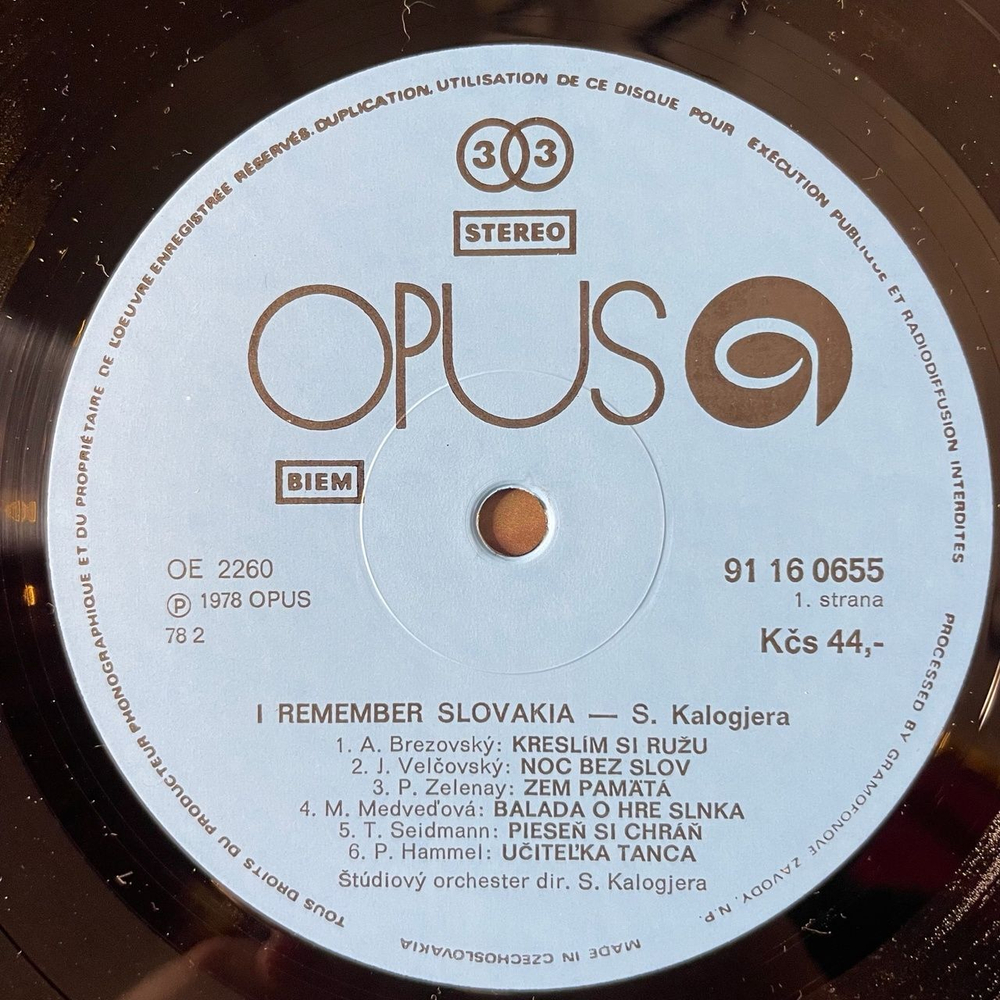 TOUS DROITS DU PRODUCTEUR PHONOGRAPHIQUE ET DU PROPRIÉTAIRE DE L'OEUVRE ENREGISTRÉE RÉSERVÉS. DUPLICATION, UTILISATION DE CE DISQUE POUR EXÉCUTION PUBLIQUE ET RADIODIFFUSION INTERDITES
33
STEREO
OPUS
BIEM
OE 2260
Ⓟ 1978 OPUS
78 2
91 16 0655
1. strana
Kčs 44,-
I REMEMBER SLOVAKIA — S. Kalogjera
1. A. Brezovský: KRESLÍM SI RUŽU
2. J. Velčovský: NOC BEZ SLOV
3. P. Zelenay: ZEM PAMÄTÁ
4. M. Medveďová: BALADA O HRE SLNKA
5. T. Seidmann: PIESEŇ SI CHRÁŇ
6. P. Hammel: UČITEĽKA TANCA
Štúdiový orchester dir. S. Kalogjera
PROCESSED BY GRAMOFONOVÉ ZÁVODY, N.P.
MADE IN CZECHOSLOVAKIA